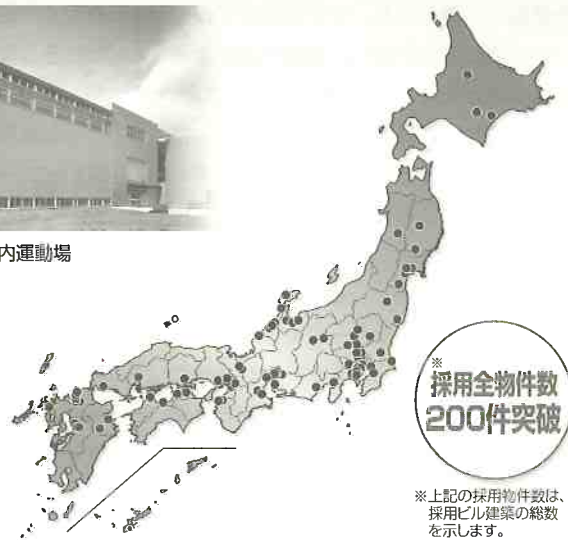 内運動場
※
採用全物件数
200件突破
※上記の採用物件数は、
採用ビル建築の総数
を示します。